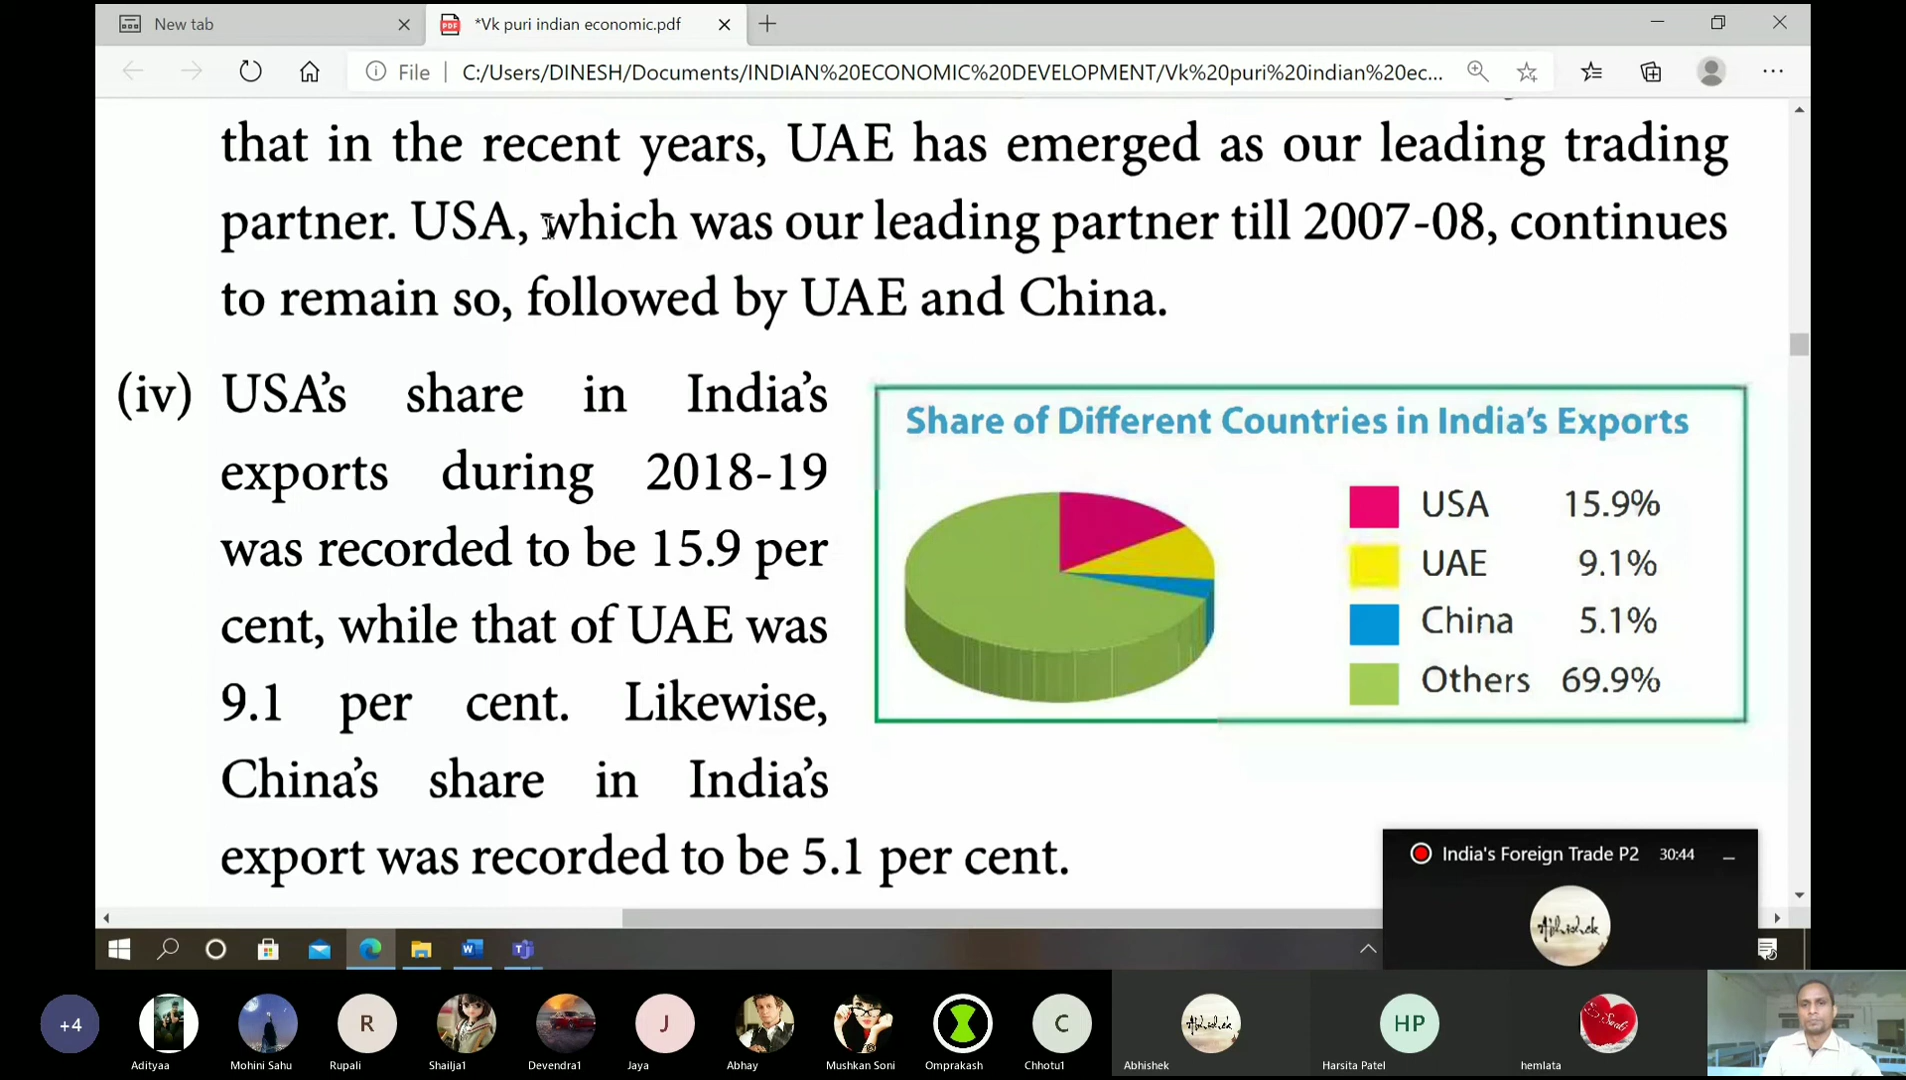 New tab
*Vk puri indian economic.pdf
File
C:/Users/DINESH/Documents/INDIAN%20ECONOMIC%20DEVELOPMENT/Vk%20puri%20indian%20ec...
that in the recent years, UAE has emerged as our leading trading
partner. USA, which was our leading partner till 2007-08, continues
to remain so, followed by UAE and China.
(iv) USA's share in India's
exports during 2018-19
was recorded to be 15.9 per
cent, while that of UAE was
9.1 per cent. Likewise,
China's share in India's
export was recorded to be 5.1 per cent.
Share of Different Countries in India's Exports
USA 15.9%
UAE 9.1%
China 5.1%
Others 69.9%
India's Foreign Trade P2 30:44
Abhishek
+4
R
J
C
Abhishek
HP
Adityaa
Mohini Sahu
Rupali
Shailja1
Devendra1
Jaya
Abhay
Mushkan Soni
Omprakash
Chhotu1
Abhishek
Harsita Patel
hemlata